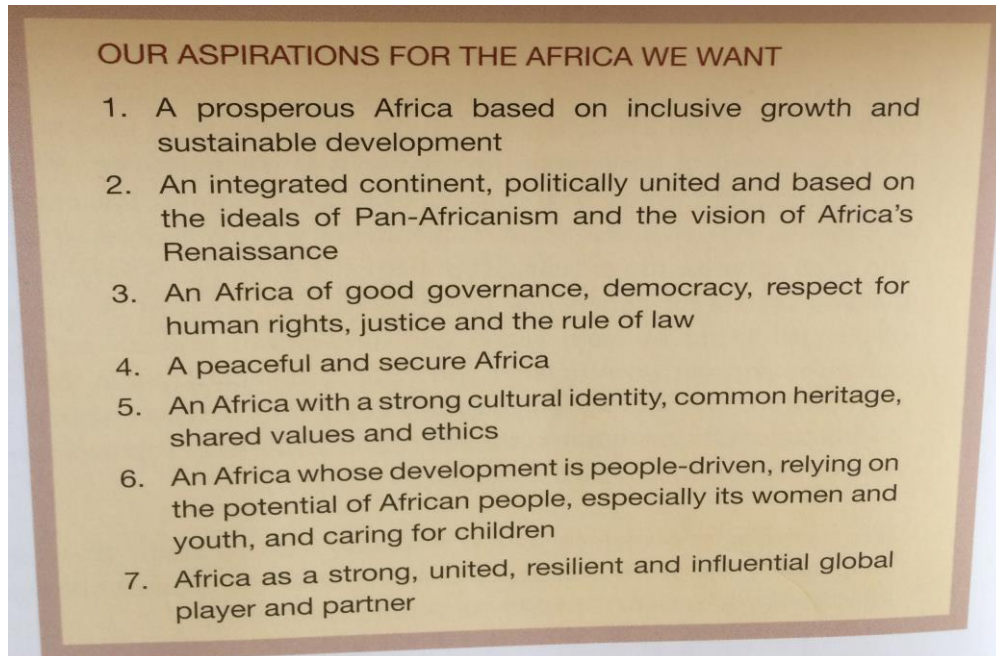 OUR ASPIRATIONS FOR THE AFRICA WE WANT
1. A prosperous Africa based on inclusive growth and
sustainable development
2. An integrated continent, politically united and based on
the ideals of Pan-Africanism and the vision of Africa’s
Renaissance
3. An Africa of good governance, democracy, respect for
human rights, justice and the rule of law
4. A peaceful and secure Africa
5. An Africa with a strong cultural identity, common heritage,
shared values and ethics
6. An Africa whose development is people-driven, relying on
the potential of African people, especially its women and
youth, and caring for children
7. Africa as a strong, united, resilient and influential global
player and partner